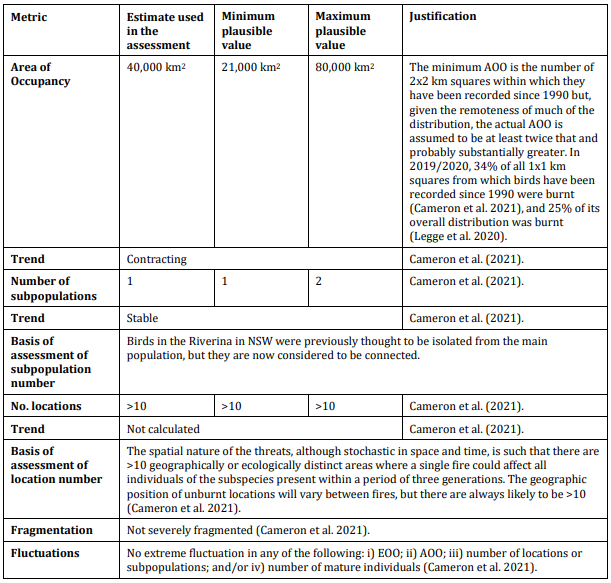 Metric
Estimate used
in the
assessment
Minimum
plausible
value
Maximum
plausible
value
Justification
Area of
Occupancy
40,000 km²
21,000 km²
80,000 km²
The minimum AOO is the number of
2x2 km squares within which they
have been recorded since 1990 but,
given the remoteness of much of the
distribution, the actual AOO is
assumed to be at least twice that and
probably substantially greater. In
2019/2020, 34% of all 1x1 km
squares from which birds have been
recorded since 1990 were burnt
(Cameron et al. 2021), and 25% of its
overall distribution was burnt
(Legge et al. 2020).
Trend
Contracting
Cameron et al. (2021).
Number of
subpopulations
1
1
2
Cameron et al. (2021).
Trend
Stable
Cameron et al. (2021).
Basis of
assessment of
subpopulation
number
Birds in the Riverina in NSW were previously thought to be isolated from the main
population, but they are now considered to be connected.
No. locations
>10
>10
>10
Cameron et al. (2021).
Trend
Not calculated
Cameron et al. (2021).
Basis of
assessment of
location number
The spatial nature of the threats, although stochastic in space and time, is such that there are
>10 geographically or ecologically distinct areas where a single fire could affect all
individuals of the subspecies present within a period of three generations. The geographic
position of unburnt locations will vary between fires, but there are always likely to be >10
(Cameron et al. 2021).
Fragmentation
Not severely fragmented (Cameron et al. 2021).
Fluctuations
No extreme fluctuation in any of the following: i) EOO; ii) AOO; iii) number of locations or
subpopulations; and/or iv) number of mature individuals (Cameron et al. 2021).